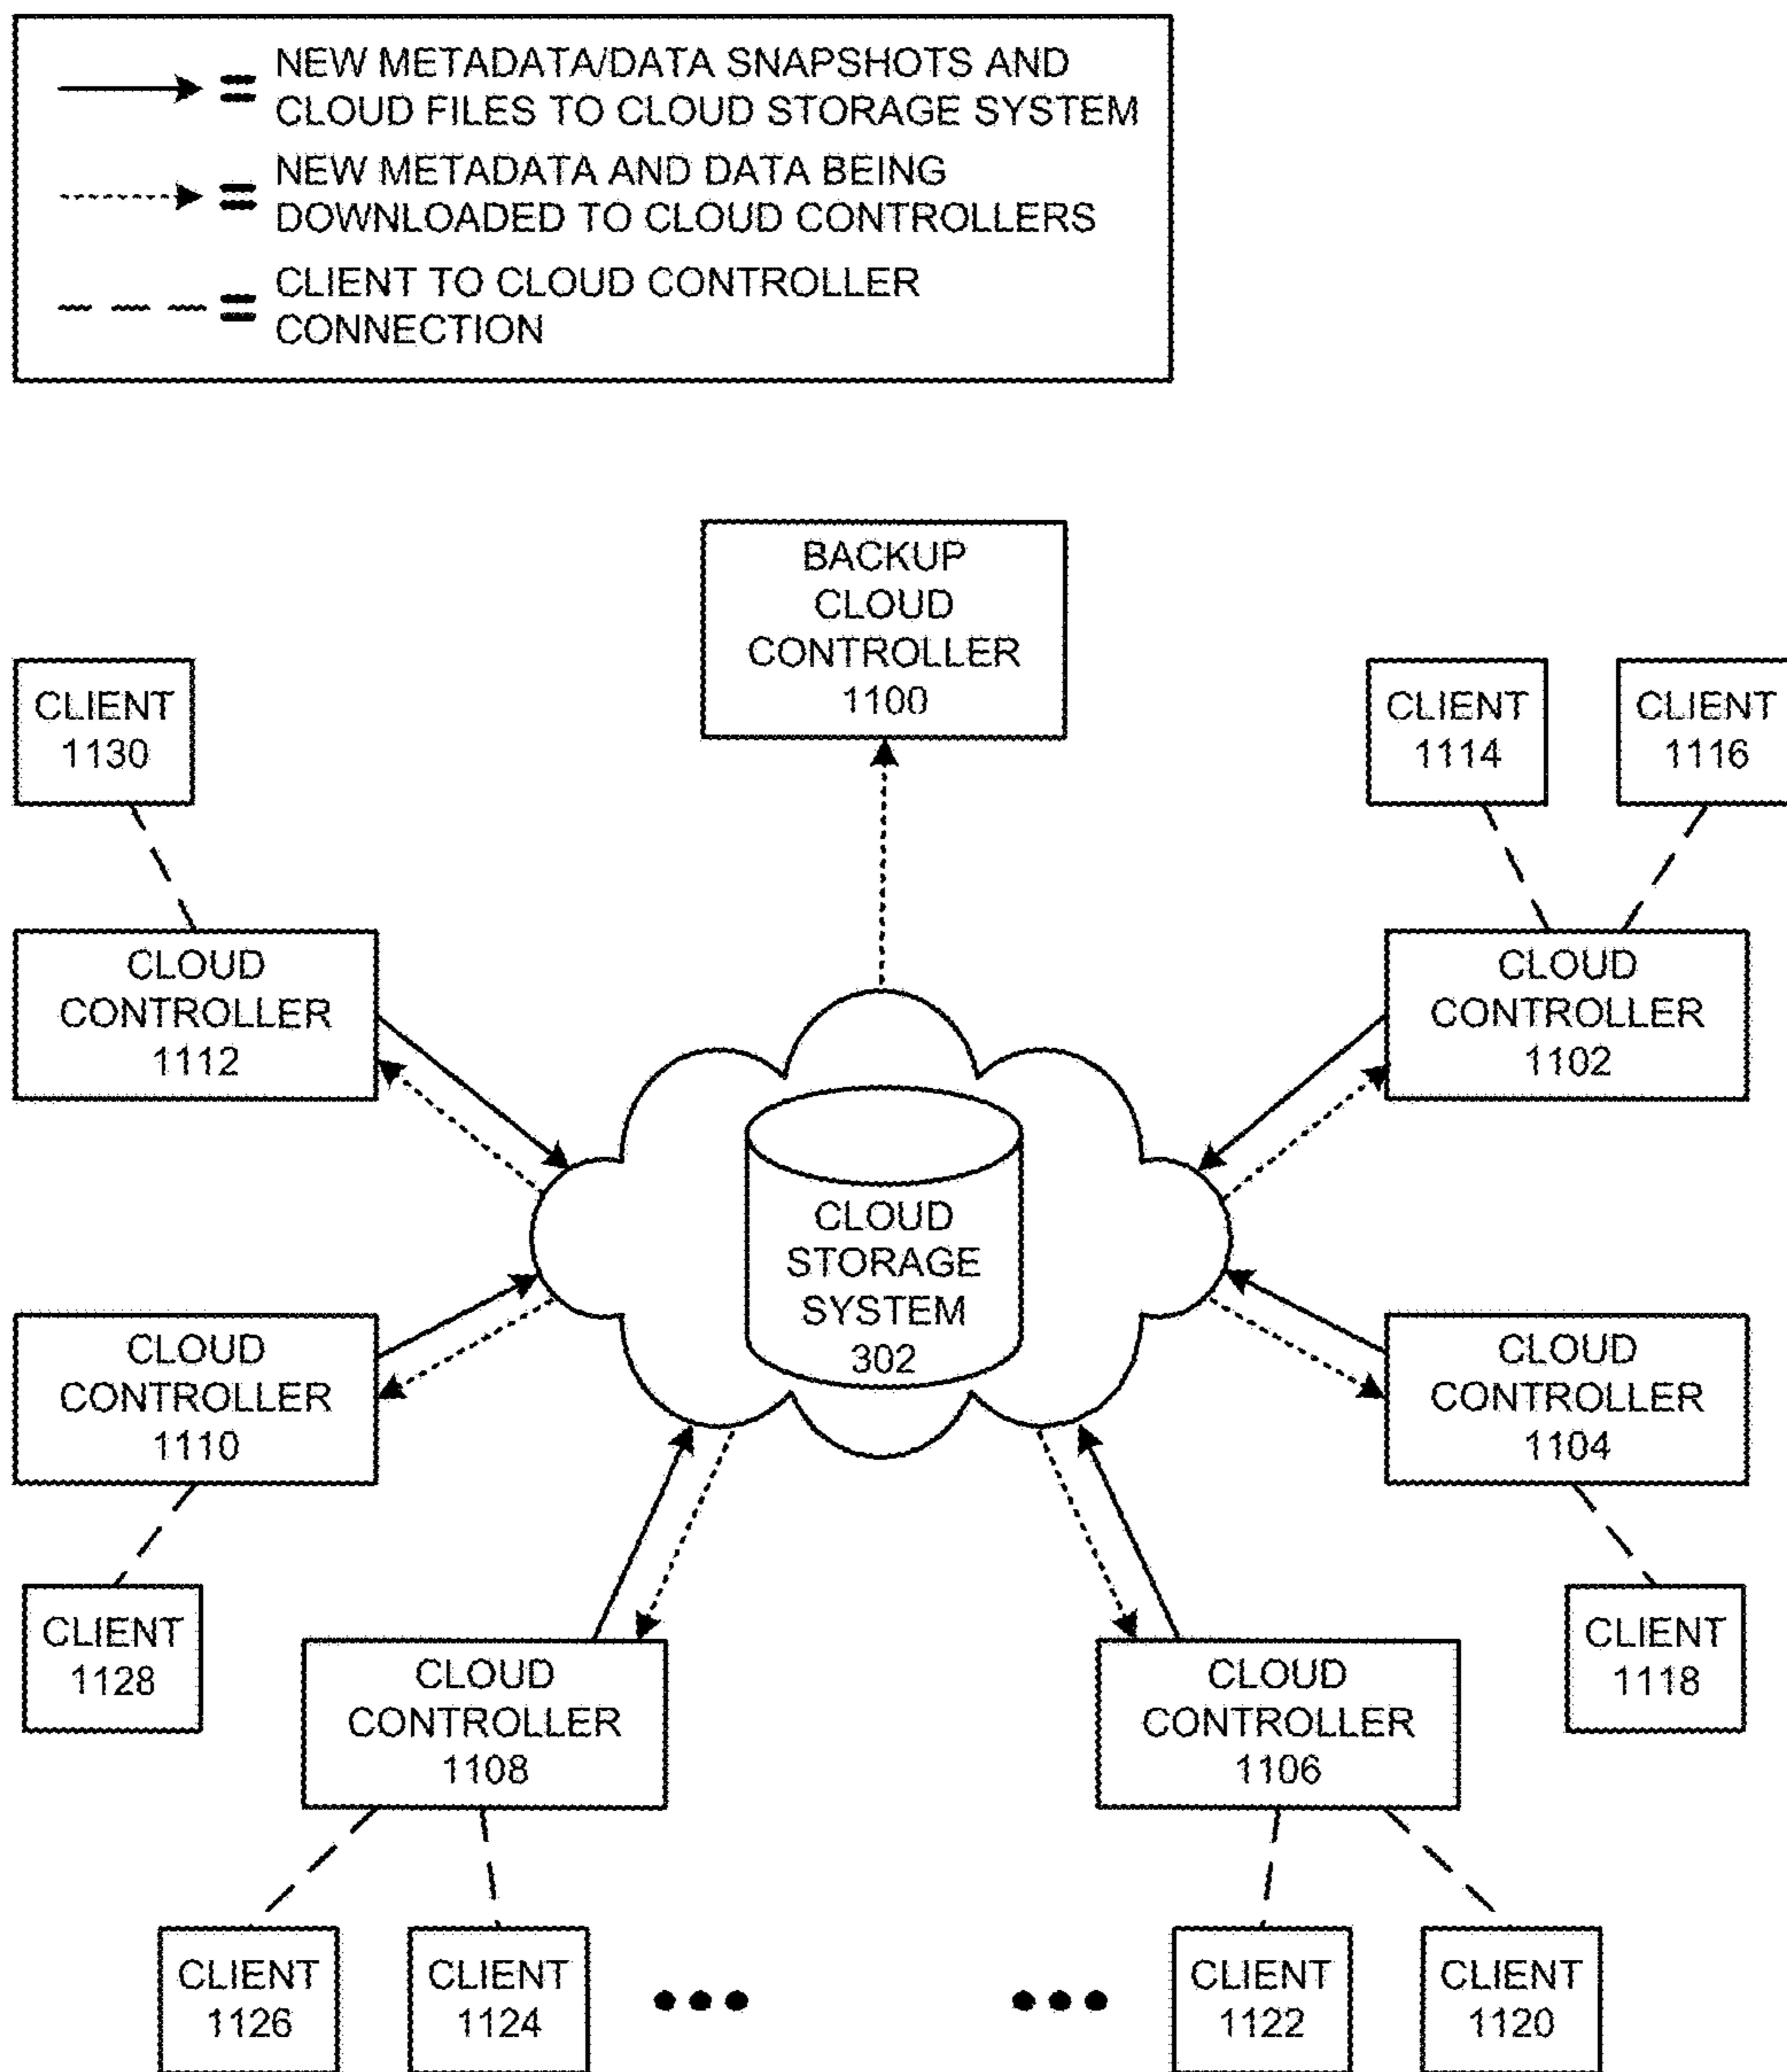 NEW METADATA/DATA SNAPSHOTS AND
CLOUD FILES TO CLOUD STORAGE SYSTEM
NEW METADATA AND DATA BEING
DOWNLOADED TO CLOUD CONTROLLERS
CLIENT TO CLOUD CONTROLLER
CONNECTION
BACKUP
CLOUD
CONTROLLER
1100
CLIENT
1130
CLIENT
1114
CLIENT
1116
CLOUD
CONTROLLER
1112
CLOUD
CONTROLLER
1102
CLOUD
STORAGE
SYSTEM
302
CLOUD
CONTROLLER
1110
CLOUD
CONTROLLER
1104
CLIENT
1128
CLOUD
CONTROLLER
1108
CLOUD
CONTROLLER
1106
CLIENT
1118
CLIENT
1126
CLIENT
1124
CLIENT
1122
CLIENT
1120